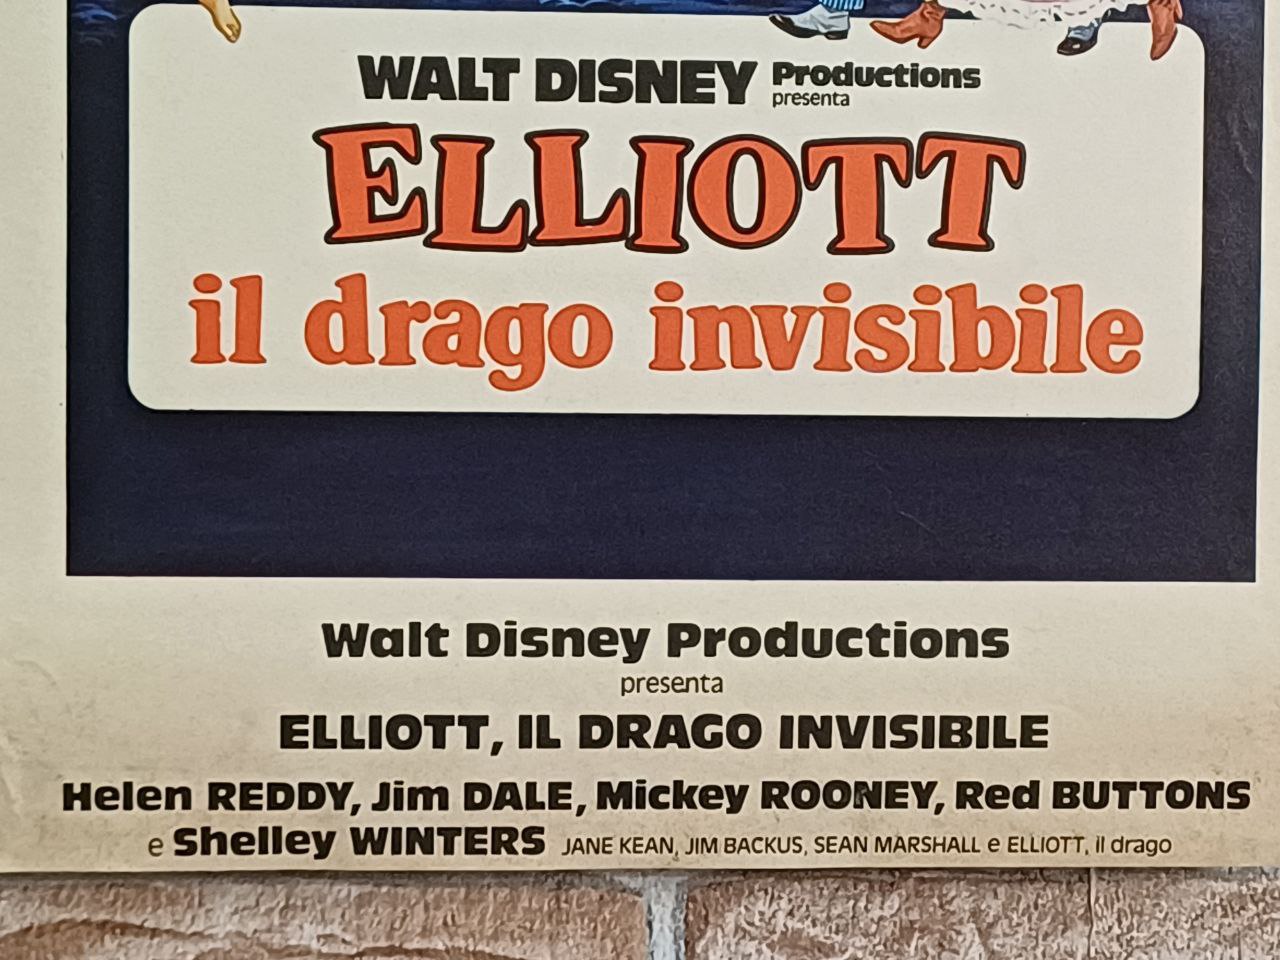 WALT DISNEY Productions
presenta
ELLIOTT
il drago invisibile
Walt Disney Productions
presenta
ELLIOTT, IL DRAGO INVISIBILE
Helen REDDY, Jim DALE, Mickey ROONEY, Red BUTTONS
e Shelley WINTERS JANE KEAN, JIM BACKUS, SEAN MARSHALL e ELLIOTT, il drago